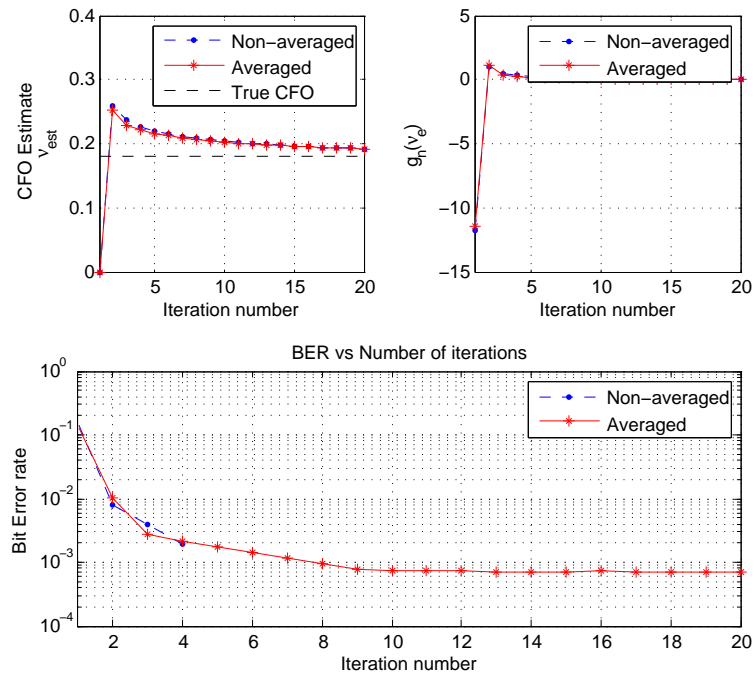 0.4
0.3
0.2
0.1
0
CFO Estimate
ν_est
Non−averaged
Averaged
True CFO
5 10 15 20
Iteration number
5
0
−5
−10
−15
g_n(ν_e)
Non−averaged
Averaged
5 10 15 20
Iteration number
BER vs Number of iterations
10^0
10^−1
10^−2
10^−3
10^−4
Bit Error rate
Non−averaged
Averaged
2 4 6 8 10 12 14 16 18 20
Iteration number